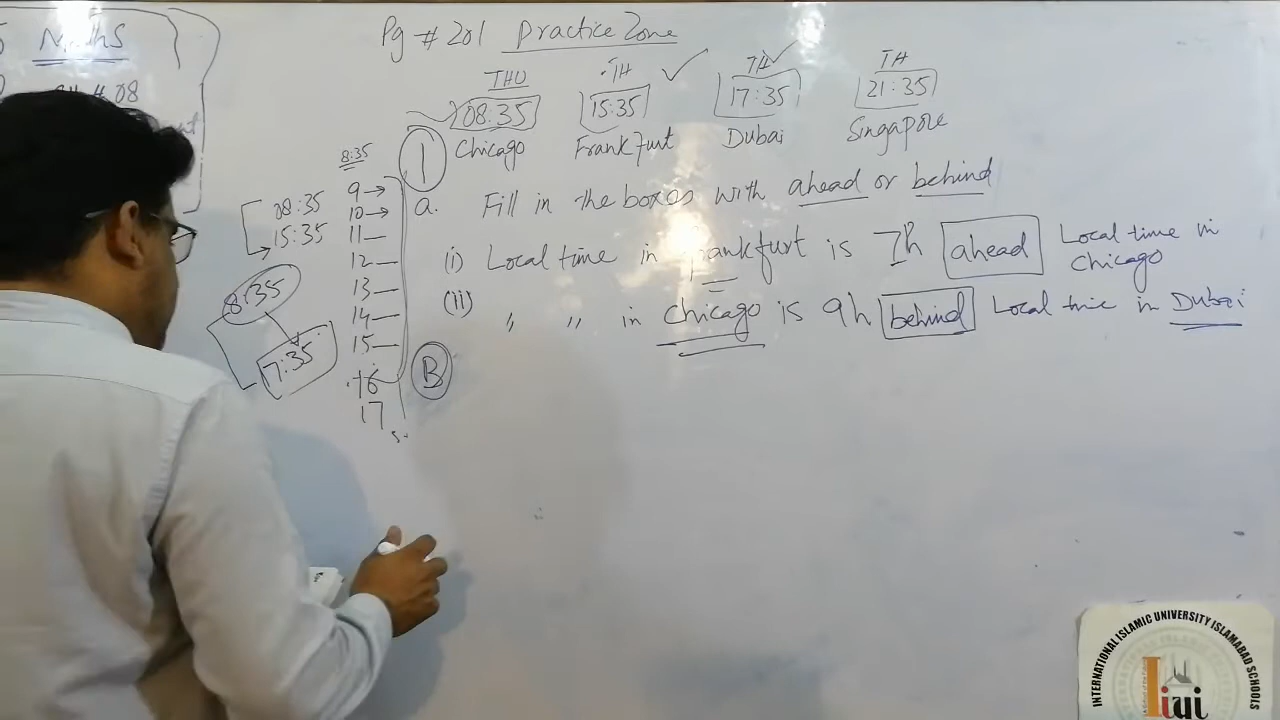 Maths
08
Pg # 201 Practice Zone
THU TH TH TH
08:35 15:35 17:35 21:35
Chicago Frankfurt Dubai Singapore
1
a. Fill in the boxes with ahead or behind
(i) Local time in Frankfurt is 7h ahead Local time in Chicago
(ii) " " in Chicago is 9h behind Local time in Dubai
B
8:35
9
10
11
12
13
14
15
16
17
08:35
15:35
8:35
17:35
INTERNATIONAL ISLAMIC UNIVERSITY ISLAMABAD SCHOOLS
iiui